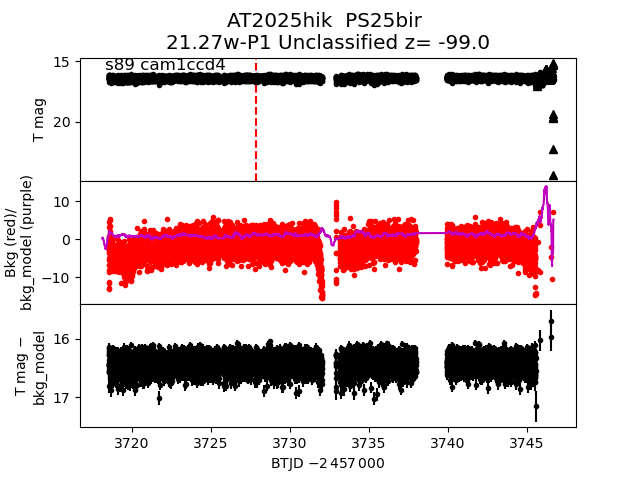 AT2025hik  PS25bir
21.27w-P1 Unclassified z= -99.0
s89 cam1ccd4
15
20
T mag
10
0
−10
Bkg (red)/
bkg_model (purple)
16
17
T mag −
bkg_model
3720 3725 3730 3735 3740 3745
BTJD −2 457 000